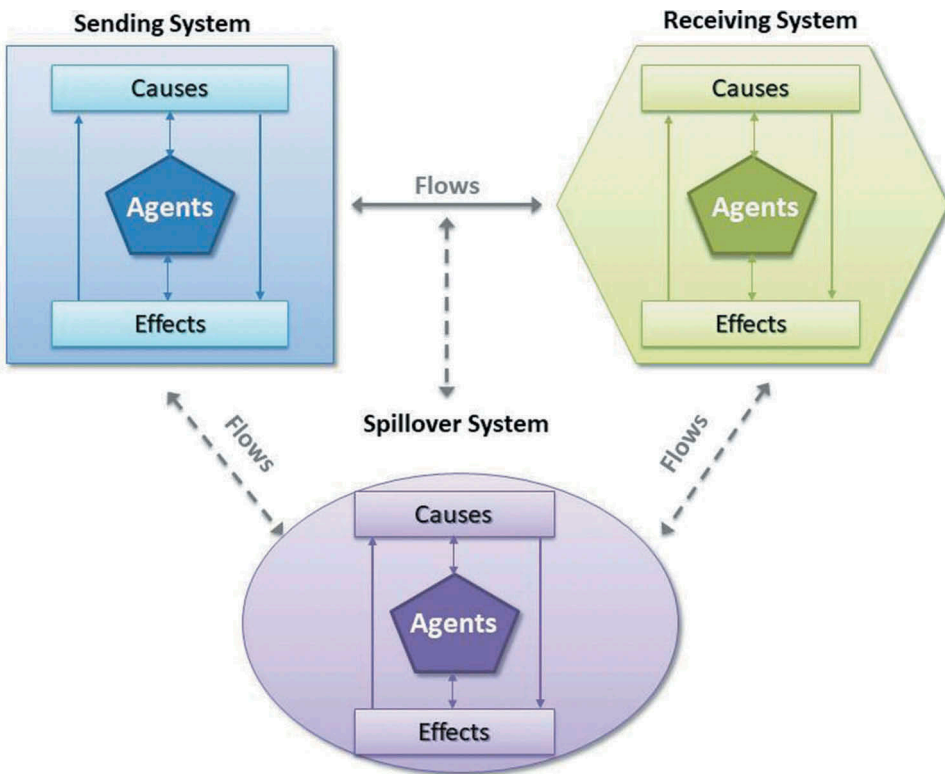 Sending System
Receiving System
Causes
Agents
Effects
Flows
Causes
Agents
Effects
Flows
Spillover System
Flows
Causes
Agents
Effects